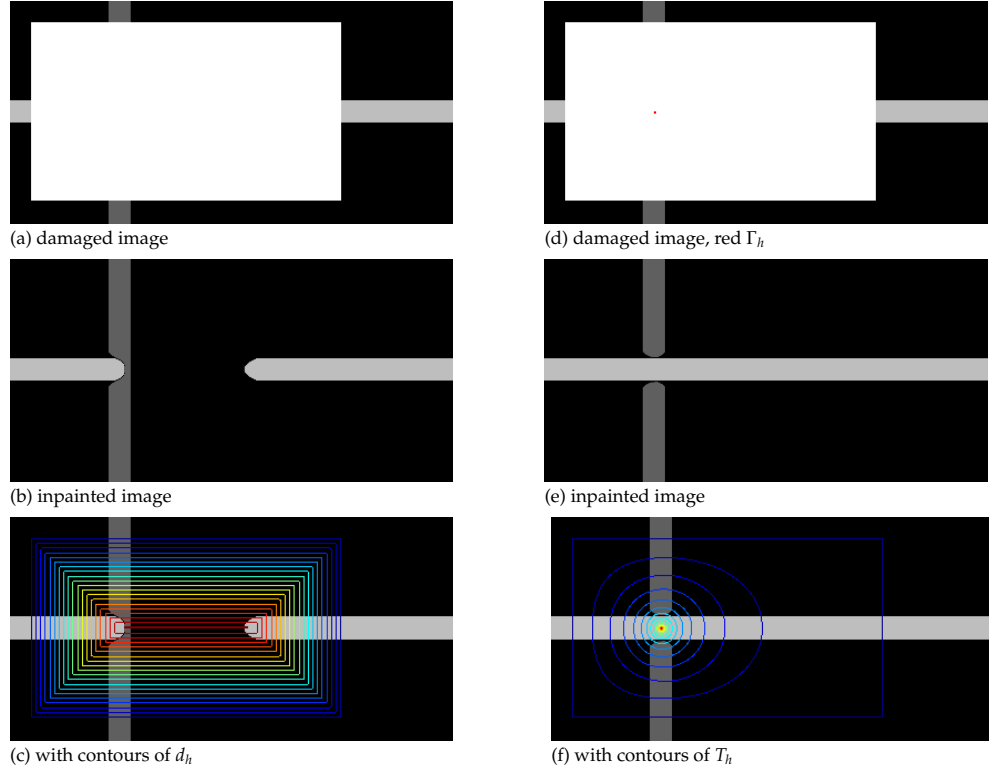 (a) damaged image
(d) damaged image, red Γh
(b) inpainted image
(e) inpainted image
(c) with contours of dh
(f) with contours of Th